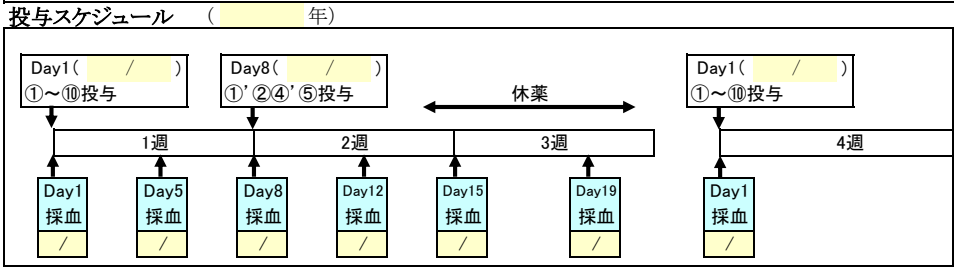 投与スケジュール ( 年)
Day1( / ) Day8( / ) Day1( / )
①～⑩投与 ①'②④'⑤投与 休薬 ①～⑩投与
1週 2週 3週 4週
Day1 Day5 Day8 Day12 Day15 Day19 Day1
採血 採血 採血 採血 採血 採血 採血
/ / / / / / /